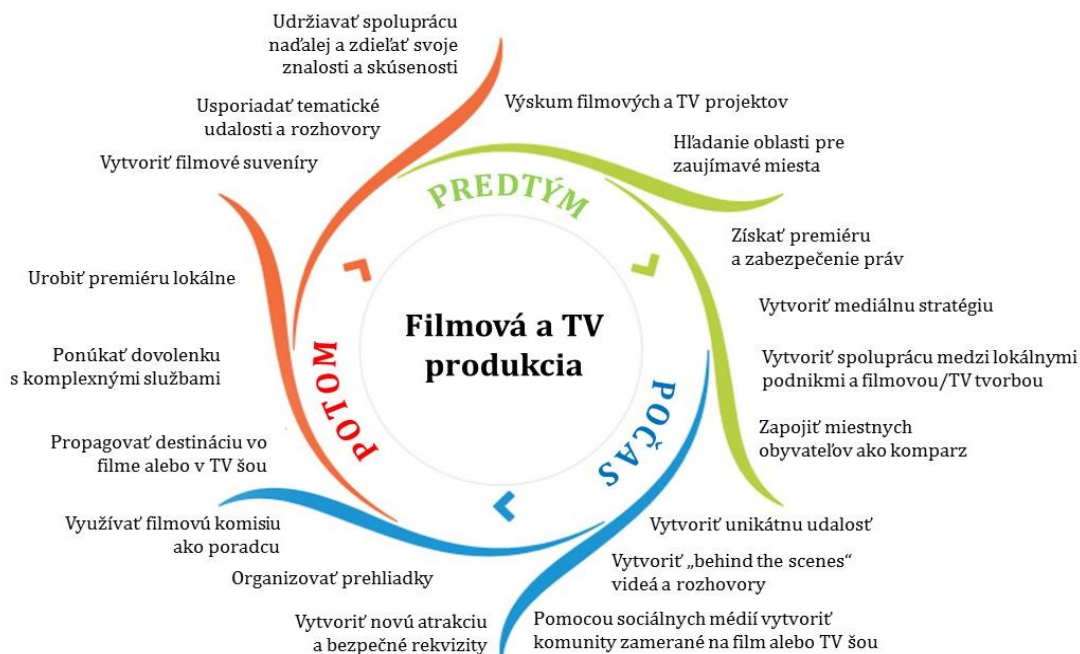 Udržiavať spoluprácu
naďalej a zdieľať svoje
znalosti a skúsenosti
Usporiadať tematické
udalosti a rozhovory
Vytvoriť filmové suveníry
Urobiť premiéru lokálne
Ponúkať dovolenku
s komplexnými službami
Propagovať destináciu vo
filme alebo v TV šou
Využívať filmovú komisiu
ako poradcu
Organizovať prehliadky
Vytvoriť novú atrakciu
a bezpečné rekvizity
Výskum filmových a TV projektov
Hľadanie oblasti pre
zaujímavé miesta
Získať premiéru
a zabezpečenie práv
Vytvoriť mediálnu stratégiu
Vytvoriť spoluprácu medzi lokálnymi
podnikmi a filmovou/TV tvorbou
Zapojiť miestnych
obyvateľov ako komparz
Vytvoriť unikátnu udalosť
Vytvoriť „behind the scenes“
videá a rozhovory
Pomocou sociálnych médií vytvoriť
komunity zamerané na film alebo TV šou
PREDTÝM
POČAS
POTOM
Filmová a TV
produkcia